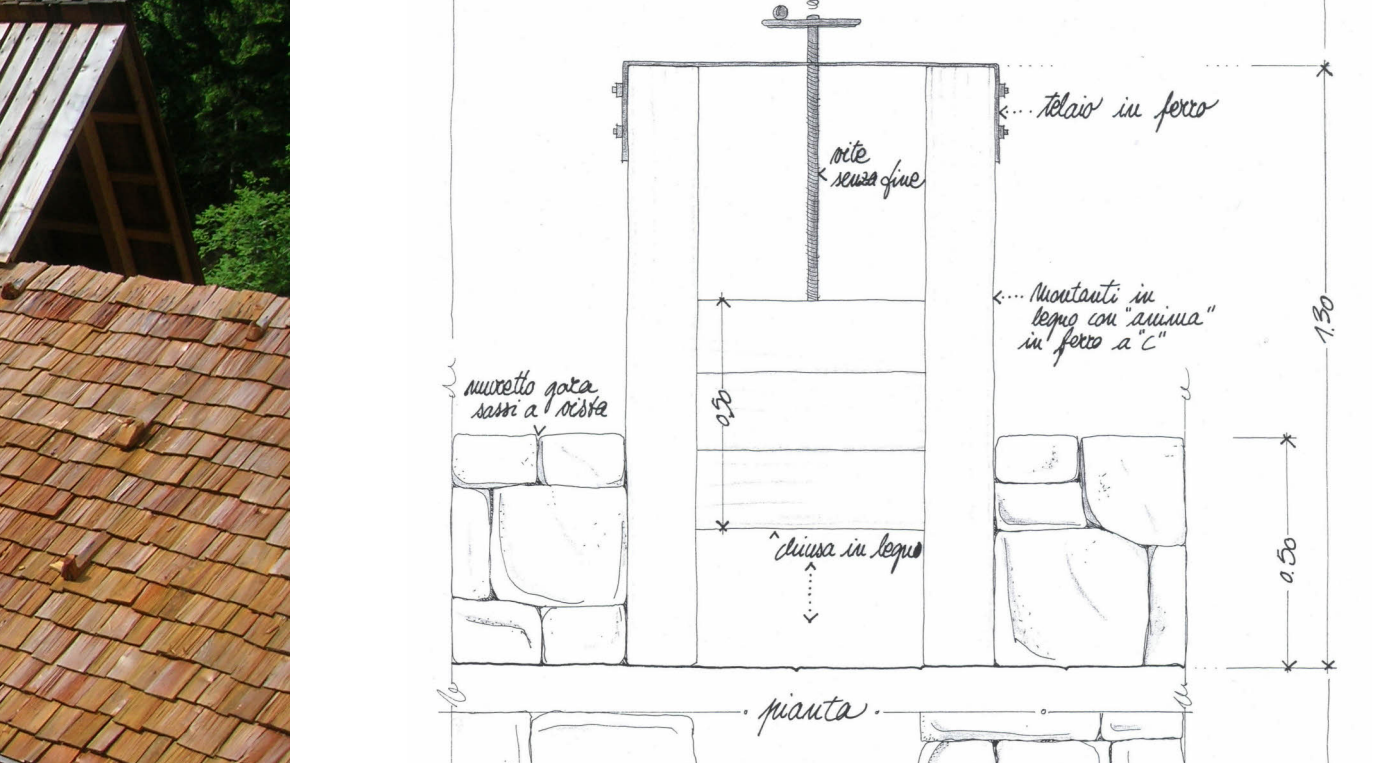 telaio in ferro
vite
senza fine
montanti in
legno con "anima"
in ferro a "C"
1.30
muretto gora
sassi a vista
0.50
chiusa in legno
0.50
pianta